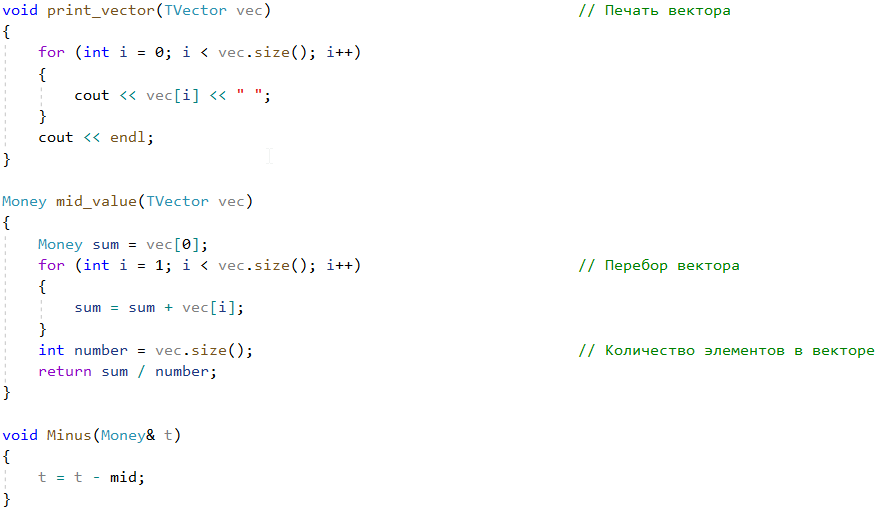 void print_vector(TVector vec) // Печать вектора
{
for (int i = 0; i < vec.size(); i++)
{
cout << vec[i] << " ";
}
cout << endl;
}
Money mid_value(TVector vec)
{
Money sum = vec[0];
for (int i = 1; i < vec.size(); i++) // Перебор вектора
{
sum = sum + vec[i];
}
int number = vec.size(); // Количество элементов в векторе
return sum / number;
}
void Minus(Money& t)
{
t = t - mid;
}